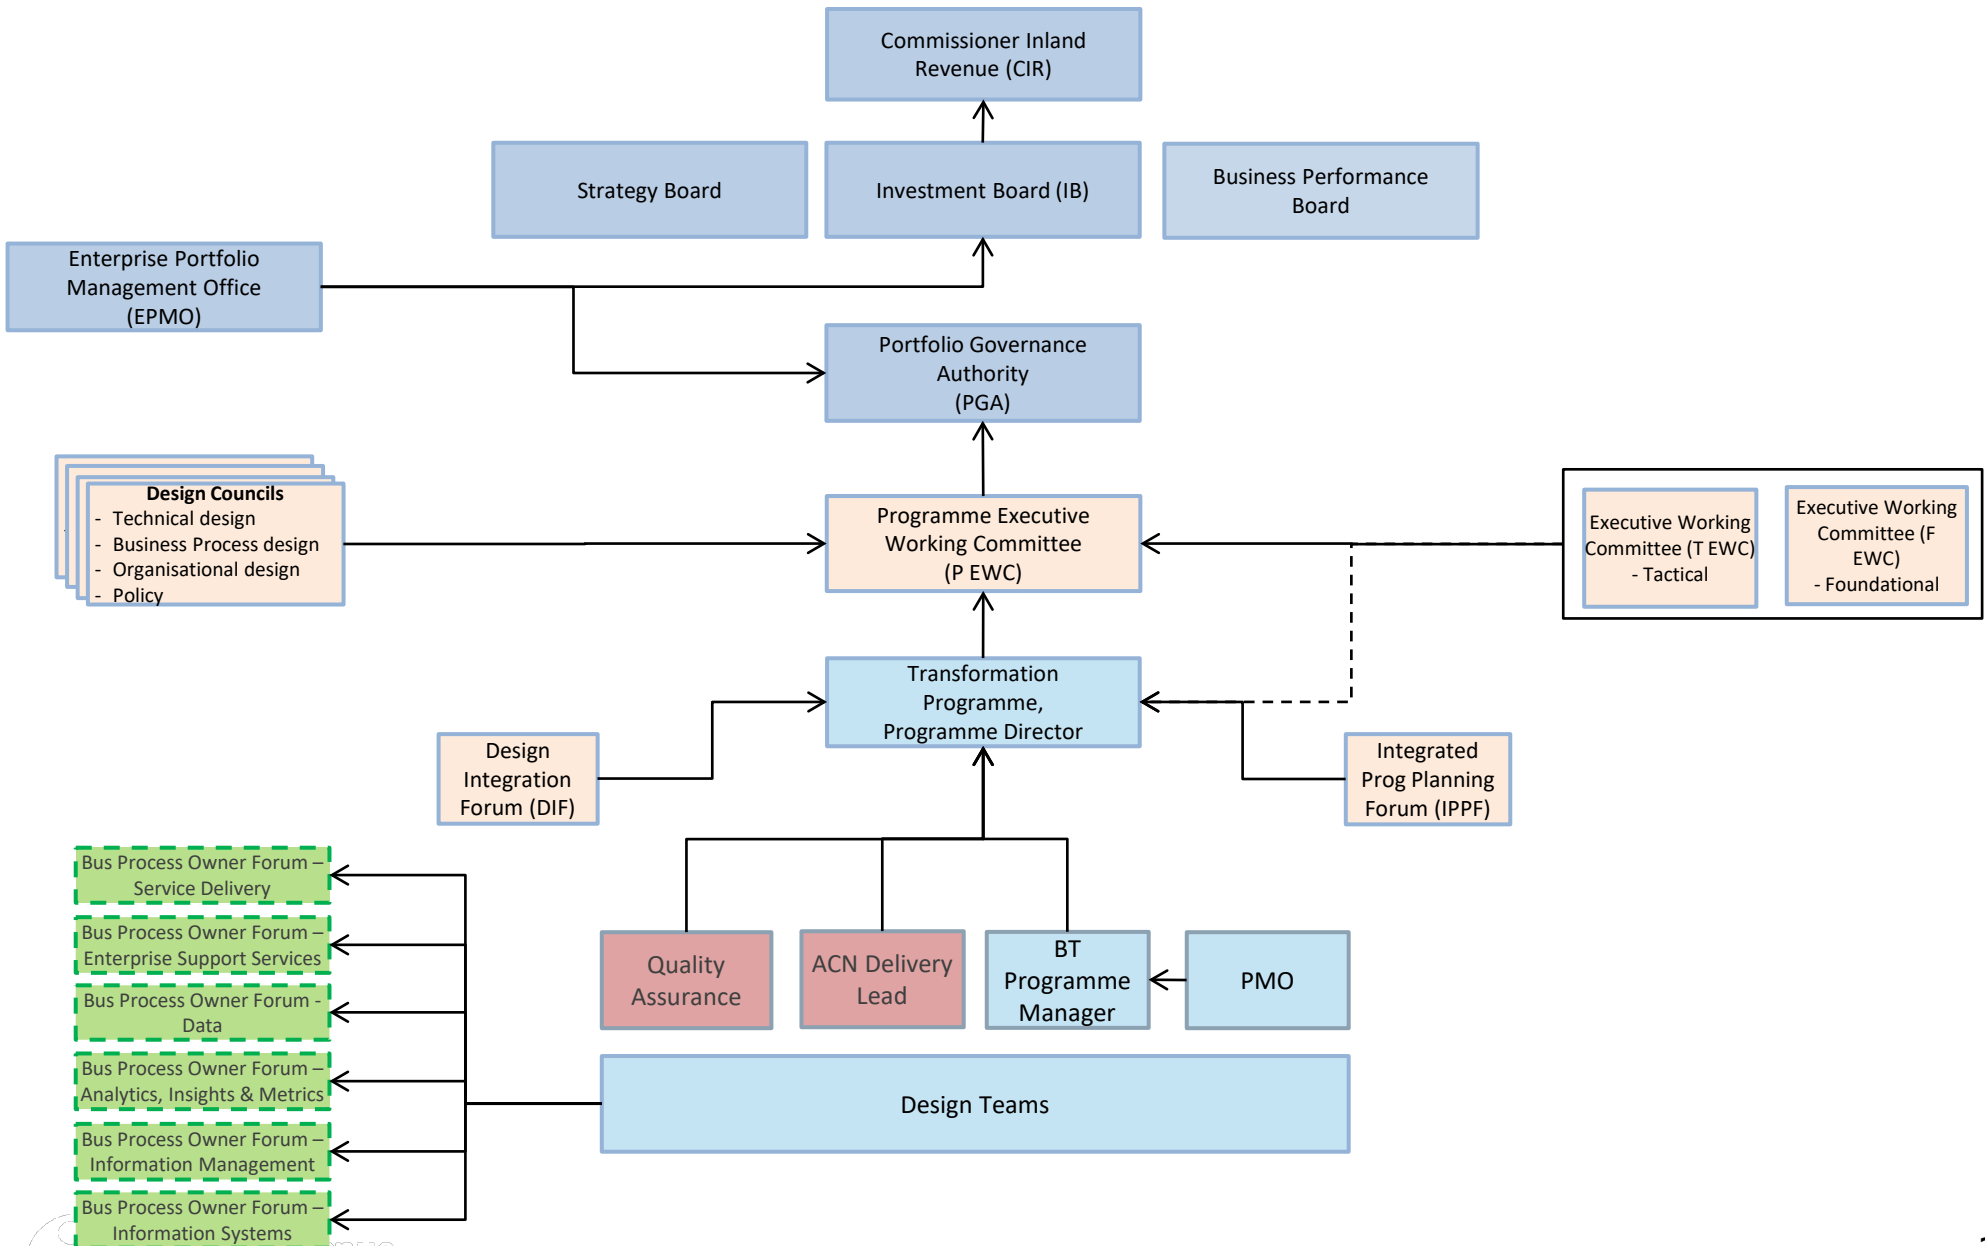 Commissioner Inland
Revenue (CIR)
Strategy Board
Investment Board (IB)
Business Performance
Board
Enterprise Portfolio
Management Office
(EPMO)
Portfolio Governance
Authority
(PGA)
Design Councils
- Technical design
- Business Process design
- Organisational design
- Policy
Programme Executive
Working Committee
(P EWC)
Executive Working
Committee (T EWC)
- Tactical
Executive Working
Committee (F
EWC)
- Foundational
Transformation
Programme,
Programme Director
Design
Integration
Forum (DIF)
Integrated
Prog Planning
Forum (IPPF)
Bus Process Owner Forum –
Service Delivery
Bus Process Owner Forum –
Enterprise Support Services
Bus Process Owner Forum -
Data
Bus Process Owner Forum –
Analytics, Insights & Metrics
Bus Process Owner Forum –
Information Management
Bus Process Owner Forum –
Information Systems
Quality
Assurance
ACN Delivery
Lead
BT
Programme
Manager
PMO
Design Teams